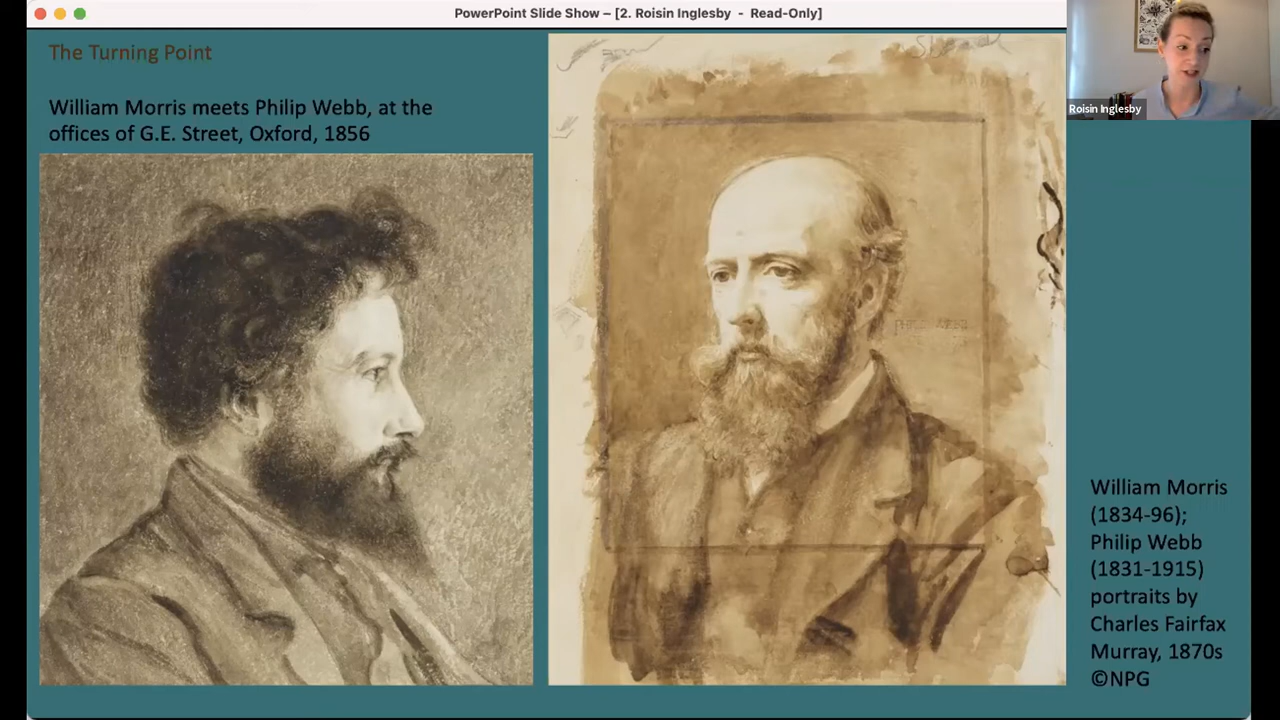 PowerPoint Slide Show – [2. Roisin Inglesby - Read-Only]
The Turning Point
William Morris meets Philip Webb, at the
offices of G.E. Street, Oxford, 1856
Roisin Inglesby
William Morris
(1834-96);
Philip Webb
(1831-1915)
portraits by
Charles Fairfax
Murray, 1870s
©NPG